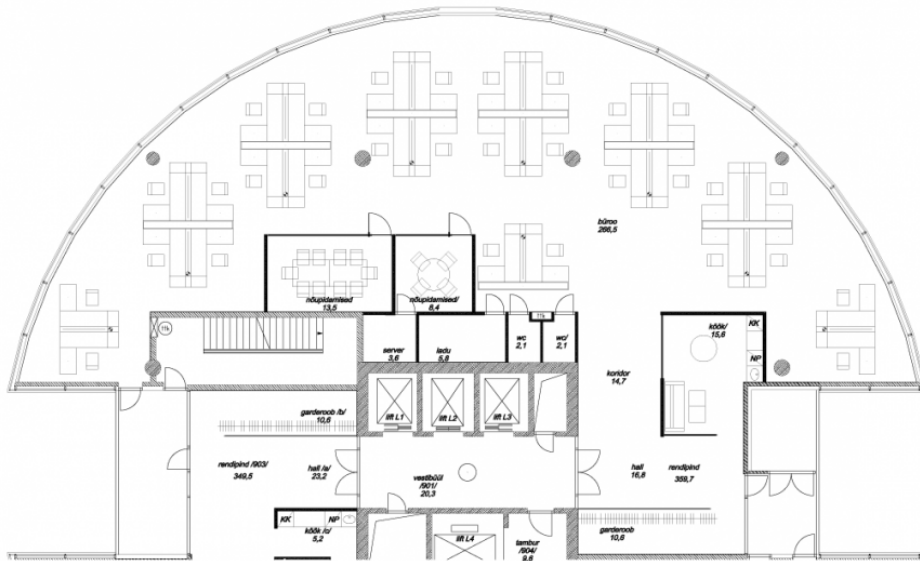 büroo
266,5
nõupidamised
13,5
nõupidamised/
8,4
server
3,6
ladu
5,8
wc
2,1
wc/
2,1
köök/
15,6
KK
NP
koridor
14,7
garderoob /b/
10,6
lift L1
lift L2
lift L3
rendipind /903/
349,5
hall /a/
23,2
vestibüül
/901/
20,3
hall
16,8
rendipind
359,7
garderoob
10,6
KK
NP
köök /c/
5,2
lift L4
tambur
/904/
9,6